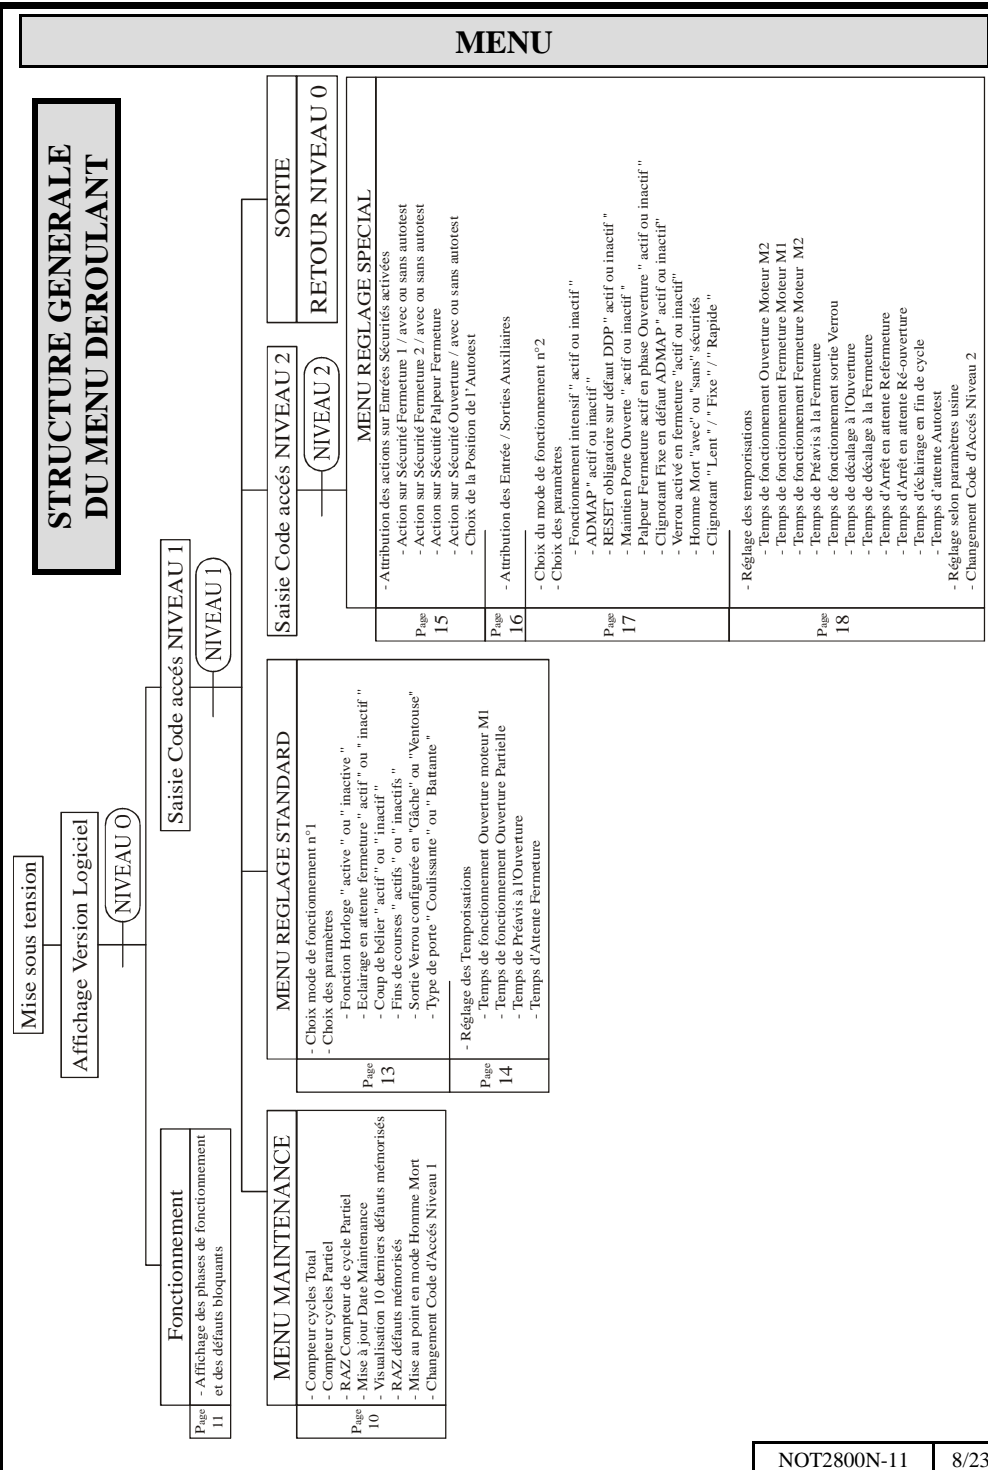 MENU
STRUCTURE GENERALE
DU MENU DEROULANT
Mise sous tension
Affichage Version Logiciel
NIVEAU O
Fonctionnement
Page
11
- Affichage des phases de fonctionnement
et des défauts bloquants
Saisie Code accés NIVEAU 1
NIVEAU 1
MENU MAINTENANCE
Page
10
- Compteur cycles Total
- Compteur cycles Partiel
- RAZ Compteur de cycle Partiel
- Mise à jour Date Maintenance
- Visualisation 10 derniers défauts mémorisés
- RAZ défauts mémorisés
- Mise au point en mode Homme Mort
- Changement Code d'Accés Niveau 1
MENU REGLAGE STANDARD
Page
13
- Choix mode de fonctionnement n°1
- Choix des paramètres
- Fonction Horloge " active " ou " inactive "
- Eclairage en attente fermeture " actif " ou " inactif "
- Coup de bélier " actif " ou " inactif "
- Fins de courses " actifs " ou " inactifs "
- Sortie Verrou configurée en "Gâche" ou "Ventouse"
- Type de porte " Coulissante " ou " Battante "
Page
14
- Réglage des Temporisations
- Temps de fonctionnement Ouverture moteur M1
- Temps de fonctionnement Ouverture Partielle
- Temps de Préavis à l'Ouverture
- Temps d'Attente Fermeture
Saisie Code accés NIVEAU 2
NIVEAU 2
SORTIE
RETOUR NIVEAU 0
MENU REGLAGE SPECIAL
Page
15
- Attribution des actions sur Entrées Sécurités activées
- Action sur Sécurité Fermeture 1 / avec ou sans autotest
- Action sur Sécurité Fermeture 2 / avec ou sans autotest
- Action sur Sécutité Palpeur Fermeture
- Action sur Sécurité Ouverture / avec ou sans autotest
- Choix de la Position de l'Autotest
Page
16
- Attribution des Entrée / Sorties Auxiliaires
Page
17
- Choix du mode de fonctionnement n°2
- Choix des paramètres
- Fonctionnement intensif " actif ou inactif "
- ADMAP " actif ou inactif "
- RESET obligatoire sur défaut DDP " actif ou inactif "
- Maintien Porte Ouverte " actif ou inactif "
- Palpeur Fermeture actif en phase Ouverture " actif ou inactif "
- Clignotant Fixe en défaut ADMAP " actif ou inactif"
- Verrou activé en fermeture "actif ou inactif"
- Homme Mort "avec" ou "sans" sécurités
- Clignotant " Lent " / " Fixe " / " Rapide "
Page
18
- Réglage des temporisations
- Temps de fonctionnement Ouverture Moteur M2
- Temps de fonctionnement Fermeture Moteur M1
- Temps de fonctionnement Fermeture Moteur M2
- Temps de Préavis à la Fermeture
- Temps de fonctionnement sortie Verrou
- Temps de décalage à l'Ouverture
- Temps de décalage à la Fermeture
- Temps d'Arrêt en attente Refermeture
- Temps d'Arrêt en attente Ré-ouverture
- Temps d'éclairage en fin de cycle
- Temps d'attente Autotest
- Réglage selon paramètres usine
- Changement Code d'Accés Niveau 2
NOT2800N-11
8/23